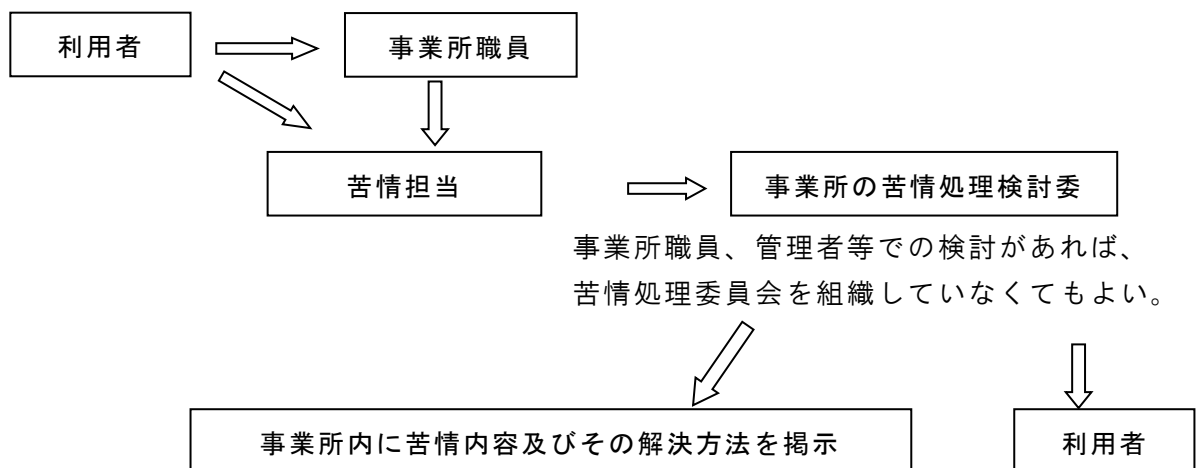 利用者
事業所職員
苦情担当
事業所の苦情処理検討委
事業所職員、管理者等での検討があれば、
苦情処理委員会を組織していなくてもよい。
事業所内に苦情内容及びその解決方法を掲示
利用者